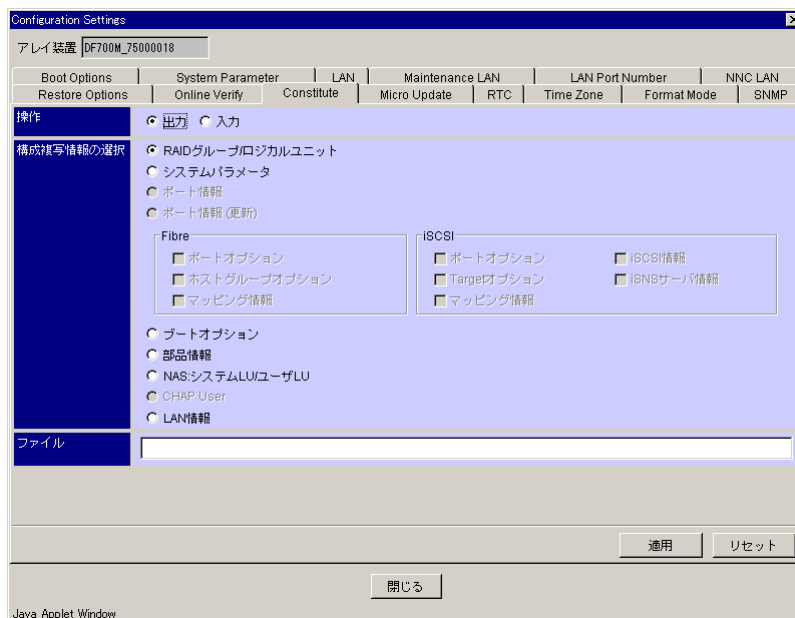 Configuration Settings
アレイ装置 DF700M_75000018
Boot Options System Parameter LAN Maintenance LAN LAN Port Number NNC LAN
Restore Options Online Verify Constitute Micro Update RTC Time Zone Format Mode SNMP
操作 出力 入力
構成複写情報の選択 RAIDグループ/ロジカルユニット
システムパラメータ
ポート情報
ポート情報(更新)
Fibre iSCSI
ポートオプション ポートオプション iSCSI情報
ホストグループオプション Targetオプション iSNSサーバ情報
マッピング情報 マッピング情報
ブートオプション
部品情報
NAS:システムLU/ユーザLU
CHAP User
LAN情報
ファイル
適用 リセット
閉じる
Java Applet Window